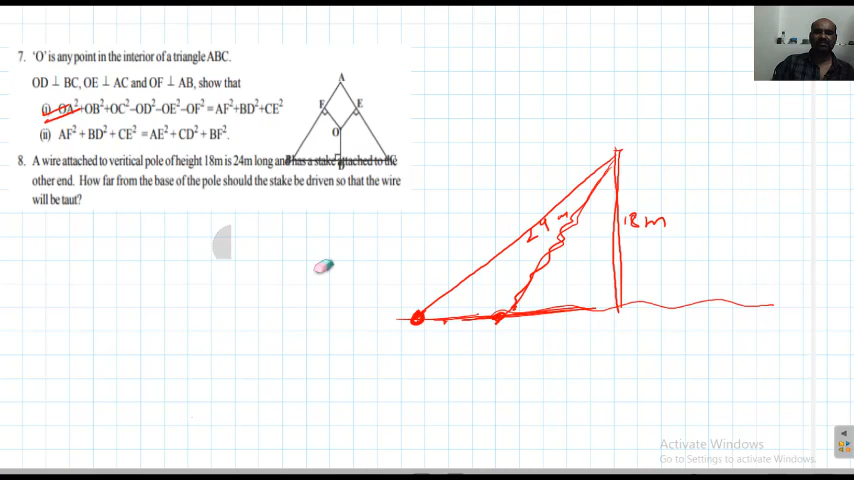 7. 'O' is any point in the interior of a triangle ABC.
OD ⊥ BC, OE ⊥ AC and OF ⊥ AB, show that
(i) OA²+OB²+OC²–OD²–OE²–OF² = AF²+BD²+CE²
(ii) AF² + BD² + CE² = AE² + CD² + BF².
A
F
E
O
B
D
C
8. A wire attached to veritical pole of height 18m is 24m long and has a stake attached to the
other end. How far from the base of the pole should the stake be driven so that the wire
will be taut?
24 m
18 m
Activate Windows
Go to Settings to activate Windows.